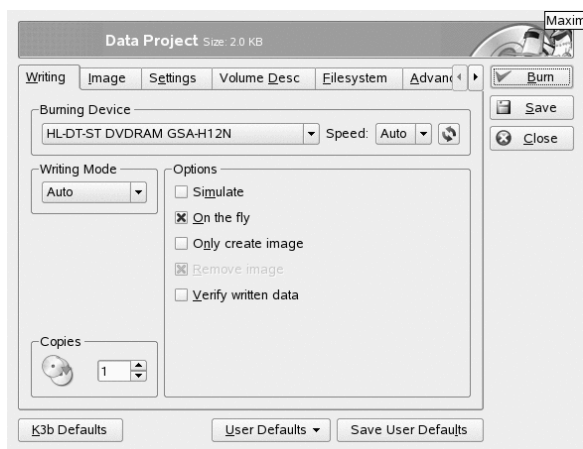 Maxim
Data Project Size: 2.0 KB
Writing Image Settings Volume Desc Filesystem Advanc
Burn
Save
Close
Burning Device
HL-DT-ST DVDRAM GSA-H12N Speed: Auto
Writing Mode
Auto
Options
Simulate
On the fly
Only create image
Remove image
Verify written data
Copies
1
K3b Defaults User Defaults Save User Defaults